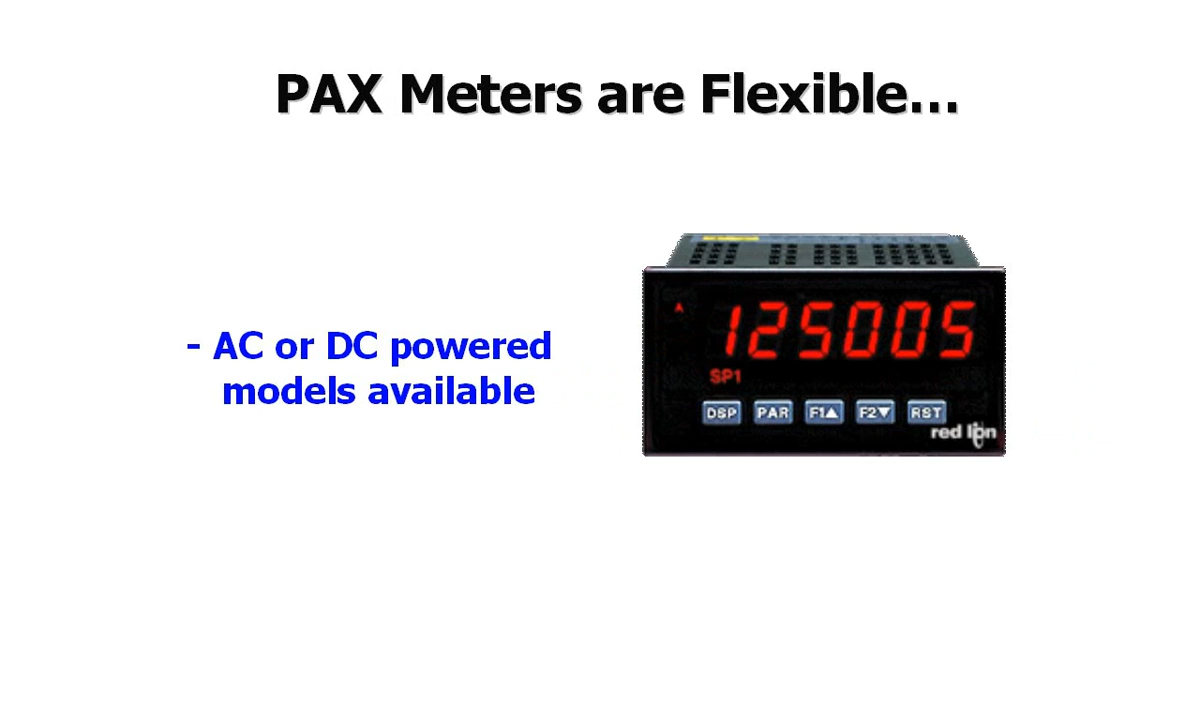 PAX Meters are Flexible...
- AC or DC powered
models available
A
125005
SP1
DSP PAR F1▲ F2▼ RST
red lion